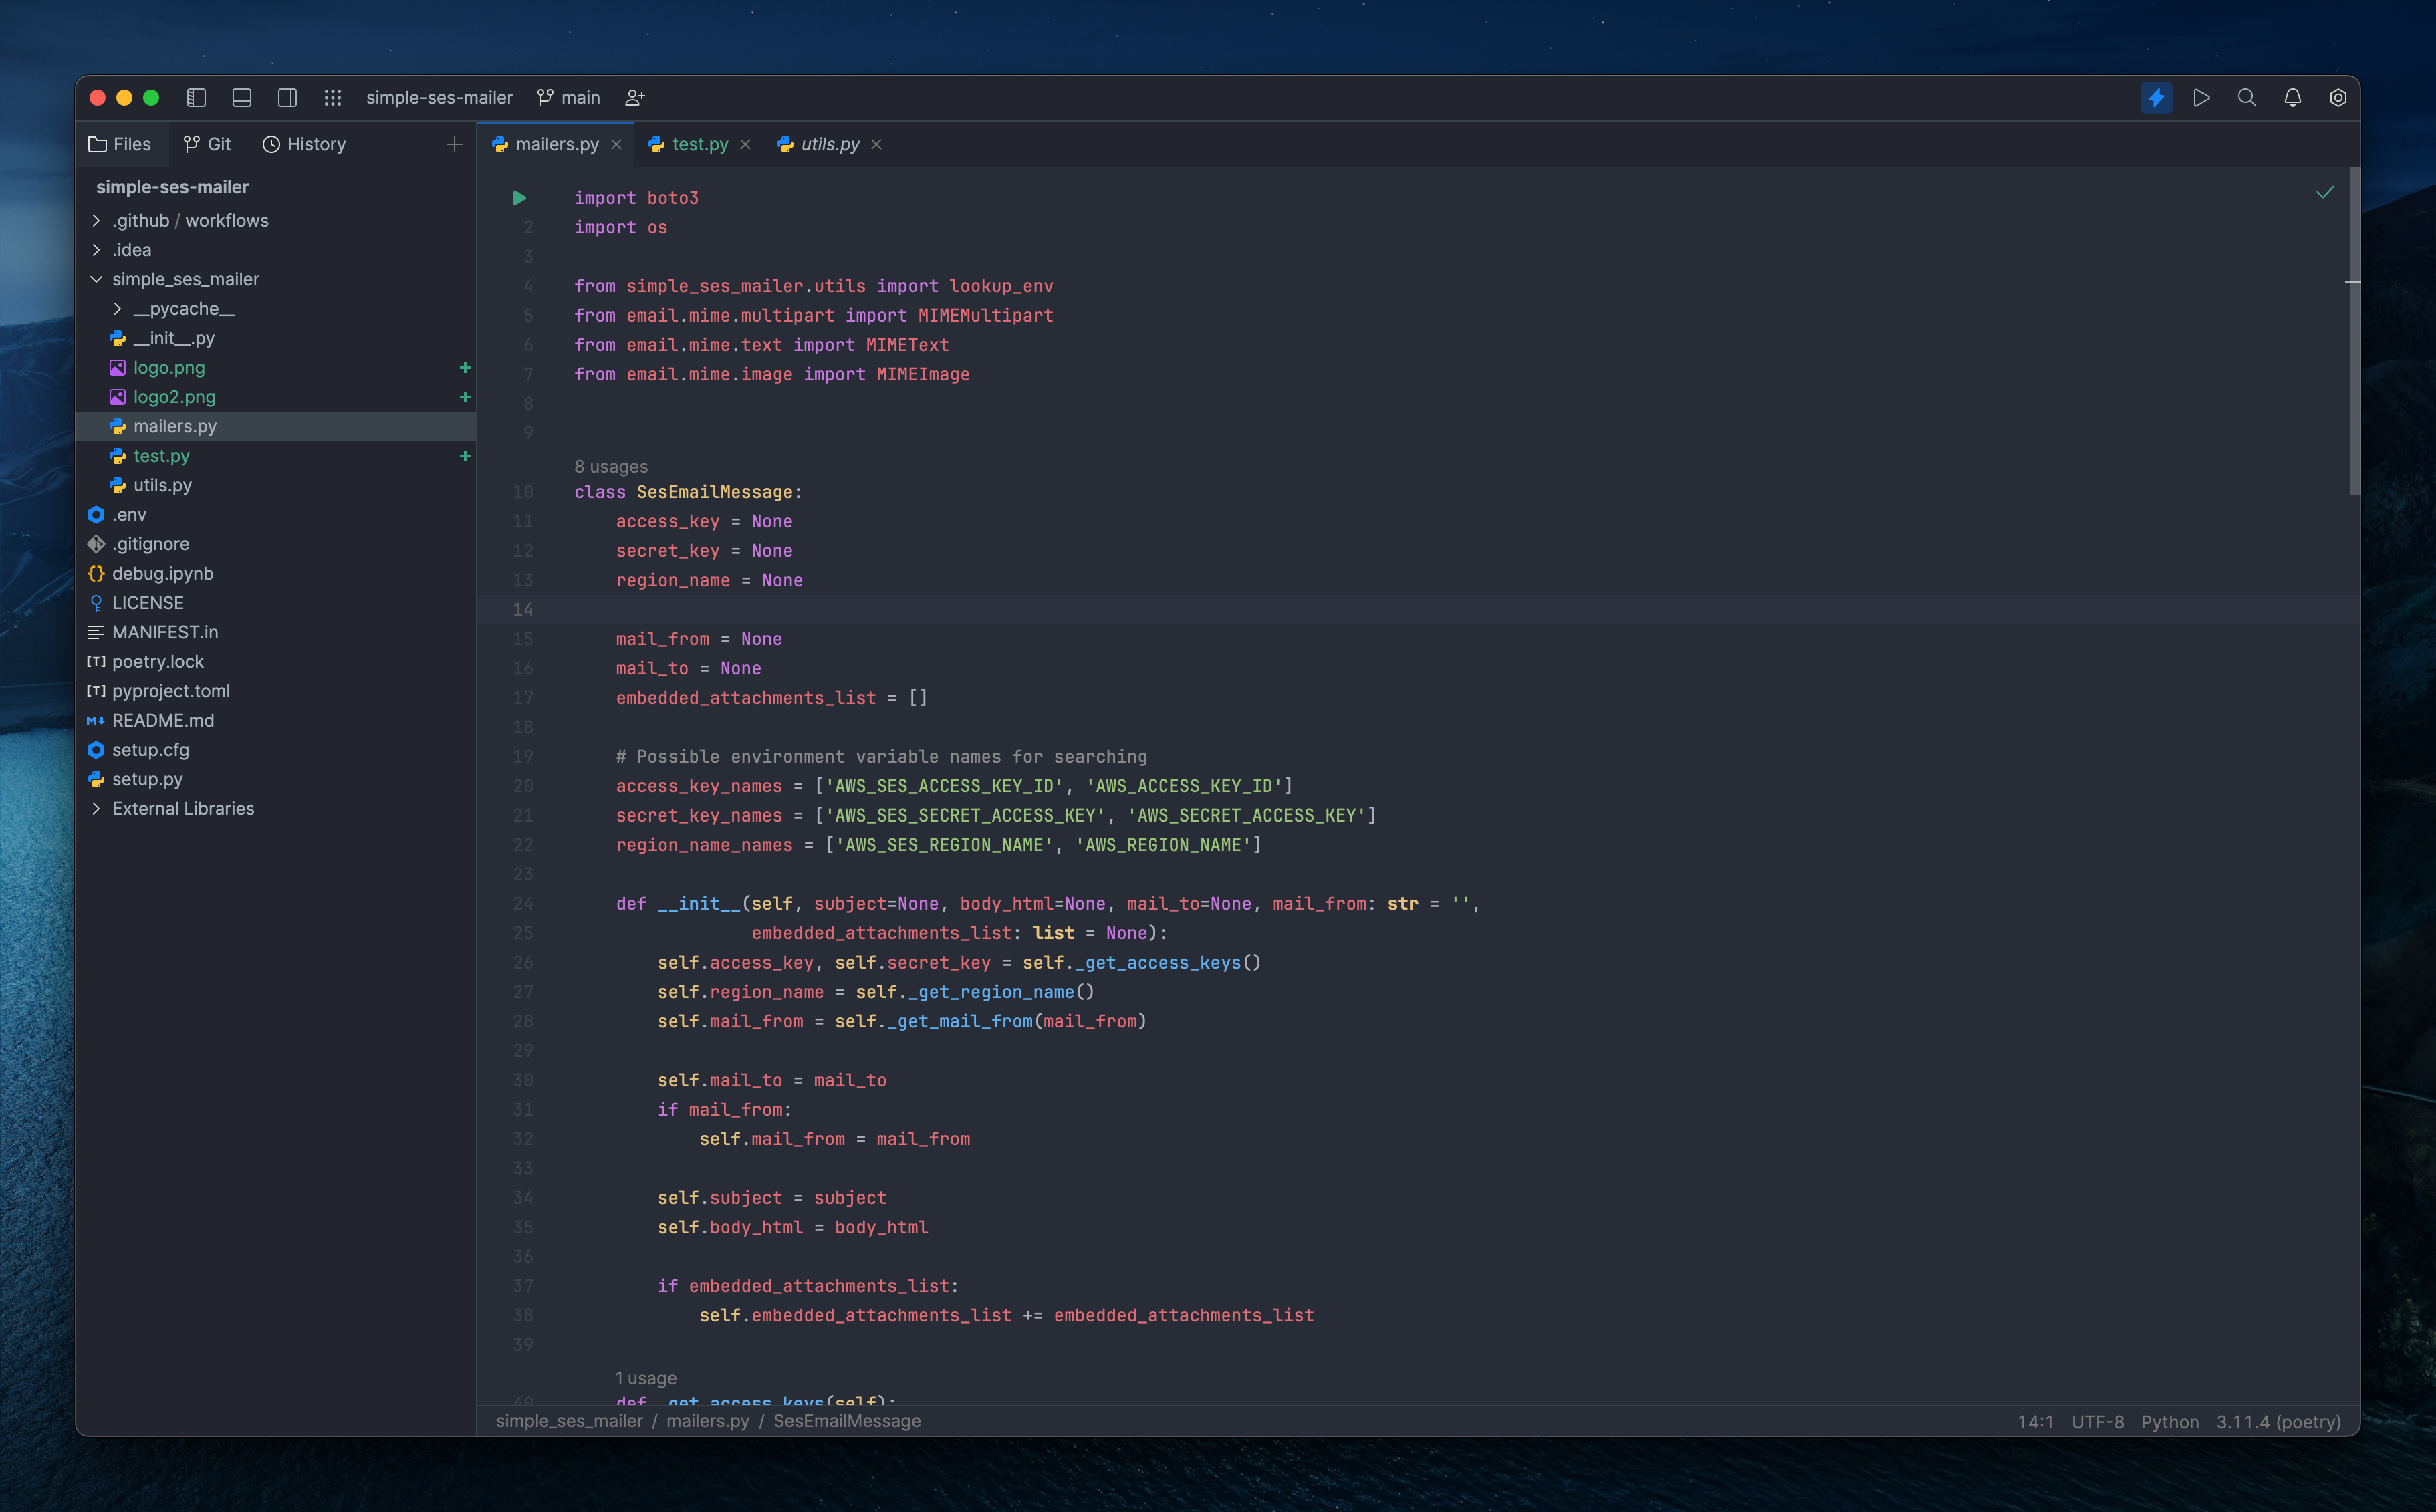 simple-ses-mailer main
Files Git History
mailers.py test.py utils.py
simple-ses-mailer
.github / workflows
.idea
simple_ses_mailer
__pycache__
__init__.py
logo.png
logo2.png
mailers.py
test.py
utils.py
.env
.gitignore
{} debug.ipynb
LICENSE
MANIFEST.in
[T] poetry.lock
[T] pyproject.toml
M↓ README.md
setup.cfg
setup.py
External Libraries
import boto3
2 import os
3
4 from simple_ses_mailer.utils import lookup_env
5 from email.mime.multipart import MIMEMultipart
6 from email.mime.text import MIMEText
7 from email.mime.image import MIMEImage
8
9
8 usages
10 class SesEmailMessage:
11     access_key = None
12     secret_key = None
13     region_name = None
14
15     mail_from = None
16     mail_to = None
17     embedded_attachments_list = []
18
19     # Possible environment variable names for searching
20     access_key_names = ['AWS_SES_ACCESS_KEY_ID', 'AWS_ACCESS_KEY_ID']
21     secret_key_names = ['AWS_SES_SECRET_ACCESS_KEY', 'AWS_SECRET_ACCESS_KEY']
22     region_name_names = ['AWS_SES_REGION_NAME', 'AWS_REGION_NAME']
23
24     def __init__(self, subject=None, body_html=None, mail_to=None, mail_from: str = '',
25                  embedded_attachments_list: list = None):
26         self.access_key, self.secret_key = self._get_access_keys()
27         self.region_name = self._get_region_name()
28         self.mail_from = self._get_mail_from(mail_from)
29
30         self.mail_to = mail_to
31         if mail_from:
32             self.mail_from = mail_from
33
34         self.subject = subject
35         self.body_html = body_html
36
37         if embedded_attachments_list:
38             self.embedded_attachments_list += embedded_attachments_list
39
1 usage
40     def _get_access_keys(self):
simple_ses_mailer / mailers.py / SesEmailMessage
14:1 UTF-8 Python 3.11.4 (poetry)